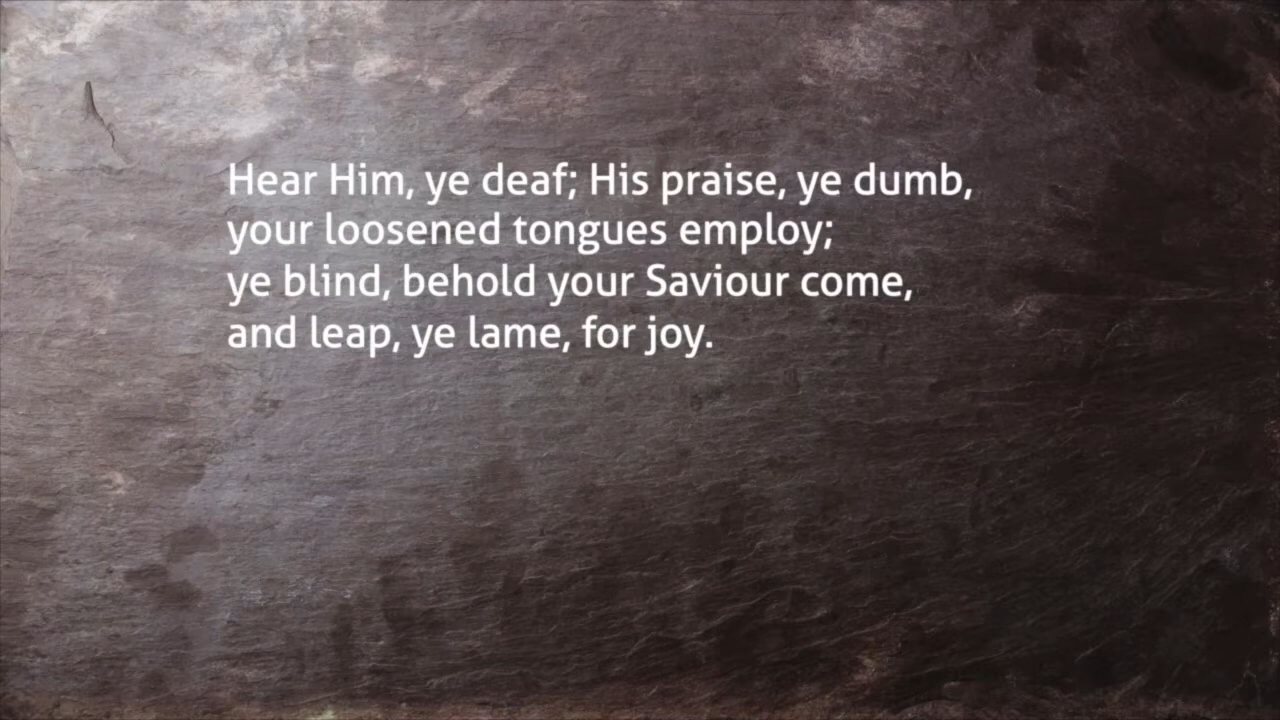 Hear Him, ye deaf; His praise, ye dumb,
your loosened tongues employ;
ye blind, behold your Saviour come,
and leap, ye lame, for joy.